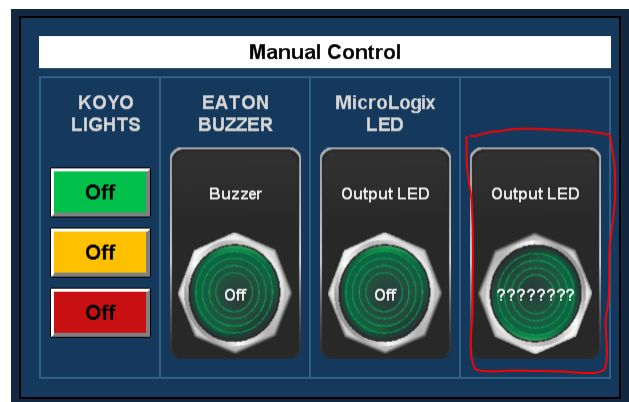 Manual Control
KOYO
LIGHTS
Off
Off
Off
EATON
BUZZER
Buzzer
Off
MicroLogix
LED
Output LED
Off
Output LED
????????